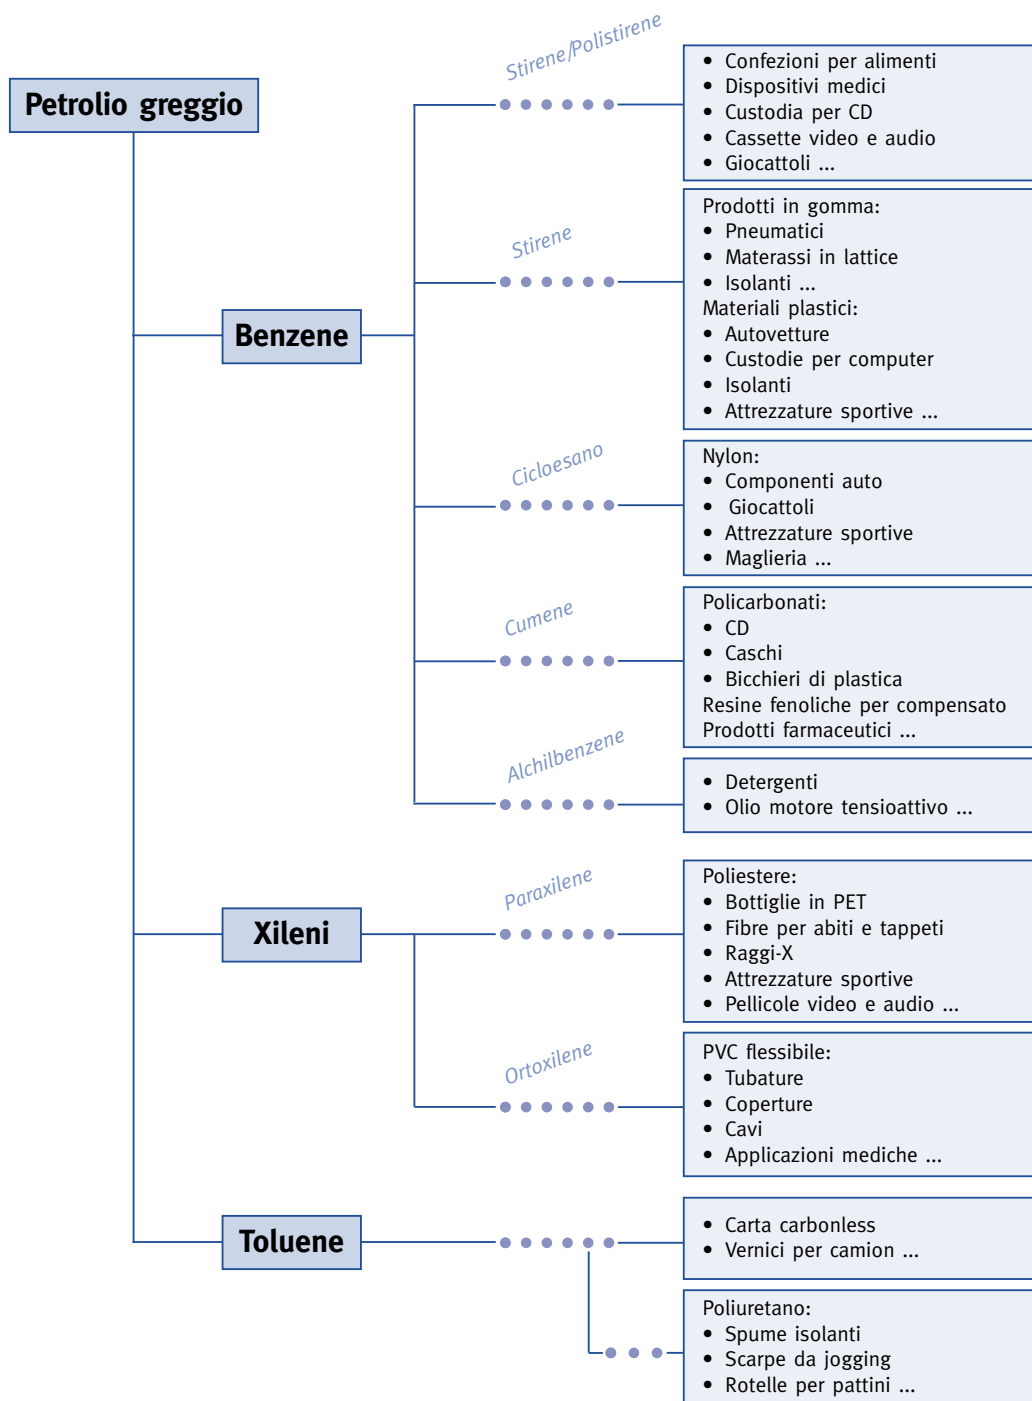 Petrolio greggio
Stirene/Polistirene
• Confezioni per alimenti
• Dispositivi medici
• Custodia per CD
• Cassette video e audio
• Giocattoli ...
Benzene
Stirene
Prodotti in gomma:
• Pneumatici
• Materassi in lattice
• Isolanti ...
Materiali plastici:
• Autovetture
• Custodie per computer
• Isolanti
• Attrezzature sportive ...
Cicloesano
Nylon:
• Componenti auto
• Giocattoli
• Attrezzature sportive
• Maglieria ...
Cumene
Policarbonati:
• CD
• Caschi
• Bicchieri di plastica
Resine fenoliche per compensato
Prodotti farmaceutici ...
Alchilbenzene
• Detergenti
• Olio motore tensioattivo ...
Xileni
Paraxilene
Poliestere:
• Bottiglie in PET
• Fibre per abiti e tappeti
• Raggi-X
• Attrezzature sportive
• Pellicole video e audio ...
Ortoxilene
PVC flessibile:
• Tubature
• Coperture
• Cavi
• Applicazioni mediche ...
Toluene
• Carta carbonless
• Vernici per camion ...
Poliuretano:
• Spume isolanti
• Scarpe da jogging
• Rotelle per pattini ...